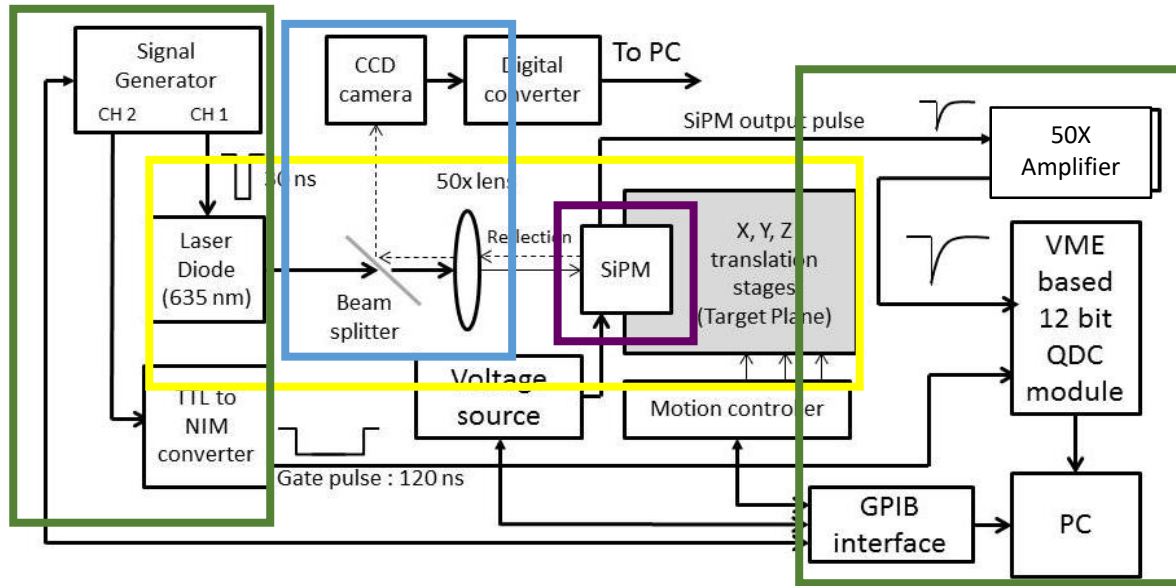 Signal
Generator
CH 2
CH 1
CCD
camera
Digital
converter
To PC
SiPM output pulse
50X
Amplifier
30 ns
50x lens
Laser
Diode
(635 nm)
Reflection
SiPM
X, Y, Z
translation
stages
(Target Plane)
Beam
splitter
VME
based
12 bit
QDC
module
TTL to
NIM
converter
Voltage
source
Motion controller
Gate pulse : 120 ns
GPIB
interface
PC